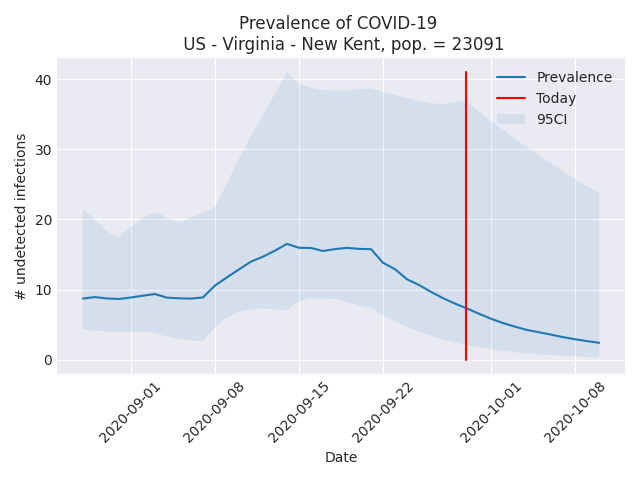 Prevalence of COVID-19
US - Virginia - New Kent, pop. = 23091
Prevalence
Today
95CI
# undetected infections
40
30
20
10
0
2020-09-01
2020-09-08
2020-09-15
2020-09-22
2020-10-01
2020-10-08
Date